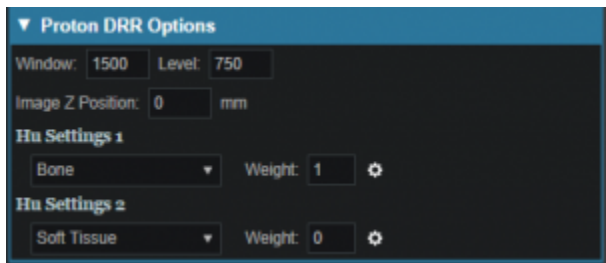 Proton DRR Options
Window: 1500 Level: 750
Image Z Position: 0 mm
Hu Settings 1
Bone Weight: 1
Hu Settings 2
Soft Tissue Weight: 0